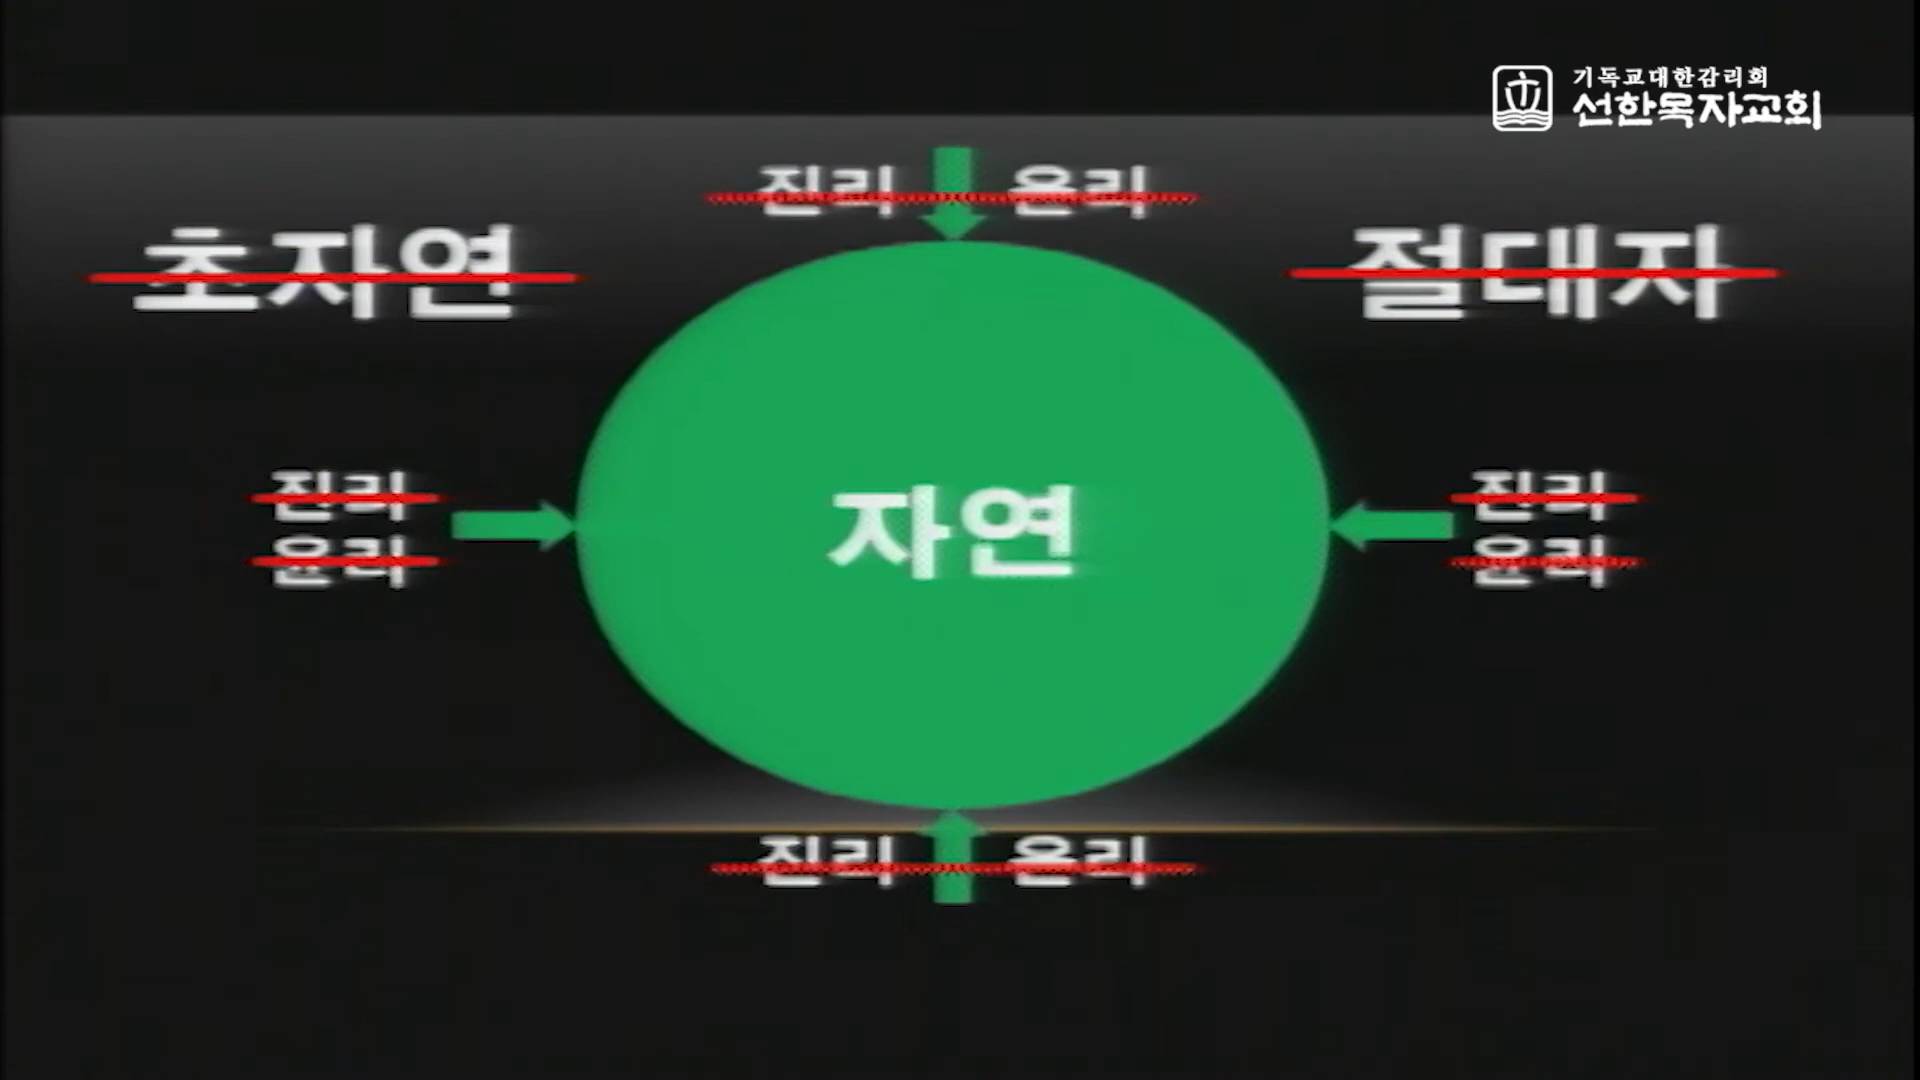 기독교대한감리회
선한목자교회
진리 윤리
초자연
절대자
진리
윤리
자연
진리
윤리
진리 윤리